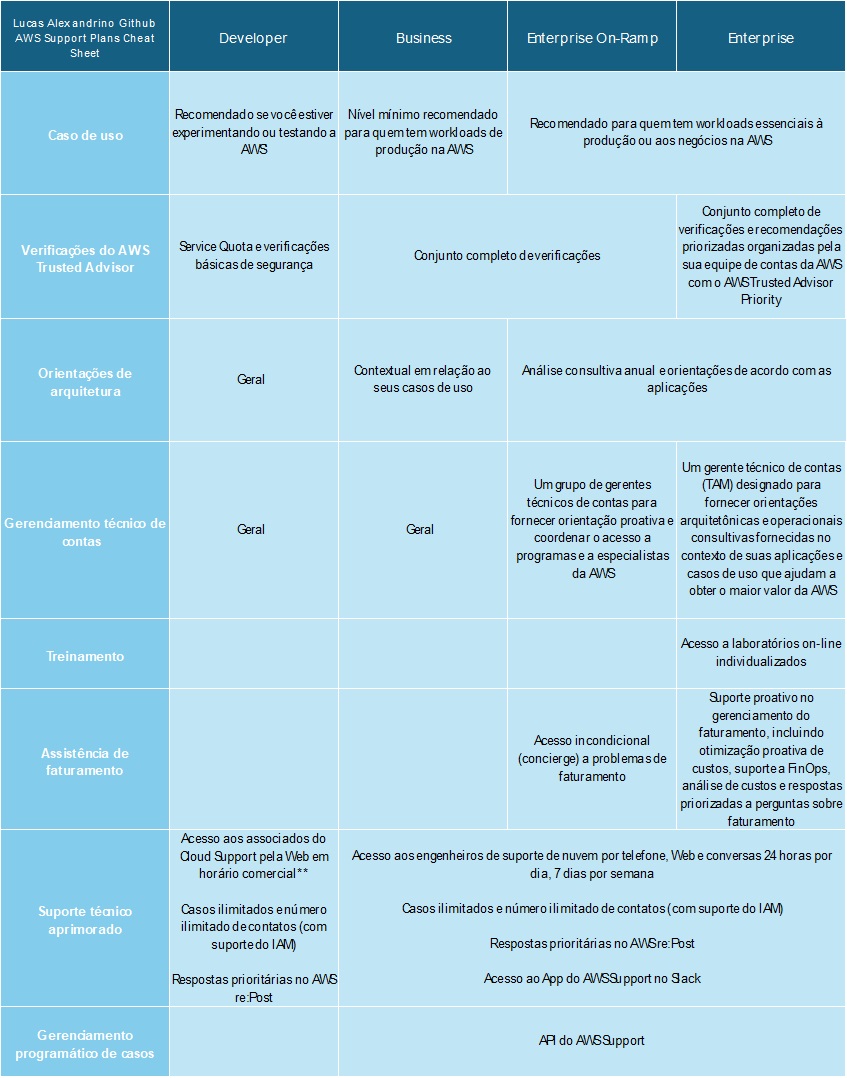 Lucas Alexandrino Github
AWS Support Plans Cheat
Sheet
Developer
Business
Enterprise On-Ramp
Enterprise
Caso de uso
Recomendado se você estiver
experimentando ou testando a
AWS
Nível mínimo recomendado
para quem tem workloads de
produção na AWS
Recomendado para quem tem workloads essenciais à
produção ou aos negócios na AWS
Verificações do AWS
Trusted Advisor
Service Quota e verificações
básicas de segurança
Conjunto completo de verificações
Conjunto completo de
verificações e recomendações
priorizadas organizadas pela
sua equipe de contas da AWS
com o AWS Trusted Advisor
Priority
Orientações de
arquitetura
Geral
Contextual em relação ao
seus casos de uso
Análise consultiva anual e orientações de acordo com as
aplicações
Gerenciamento técnico de
contas
Geral
Geral
Um grupo de gerentes
técnicos de contas para
fornecer orientação proativa e
coordenar o acesso a
programas e a especialistas
da AWS
Um gerente técnico de contas
(TAM) designado para
fornecer orientações
arquitetônicas e operacionais
consultivas fornecidas no
contexto de suas aplicações e
casos de uso que ajudam a
obter o maior valor da AWS
Treinamento
Acesso a laboratórios on-line
individualizados
Assistência de
faturamento
Acesso incondicional
(concierge) a problemas de
faturamento
Suporte proativo no
gerenciamento do
faturamento, incluindo
otimização proativa de
custos, suporte a FinOps,
análise de custos e respostas
priorizadas a perguntas sobre
faturamento
Suporte técnico
aprimorado
Acesso aos associados do
Cloud Support pela Web em
horário comercial**
Casos ilimitados e número
ilimitado de contatos (com
suporte do IAM)
Respostas prioritárias no AWS
re:Post
Acesso aos engenheiros de suporte de nuvem por telefone, Web e conversas 24 horas por
dia, 7 dias por semana
Casos ilimitados e número ilimitado de contatos (com suporte do IAM)
Respostas prioritárias no AWS re:Post
Acesso ao App do AWS Support no Slack
Gerenciamento
programático de casos
API do AWS Support